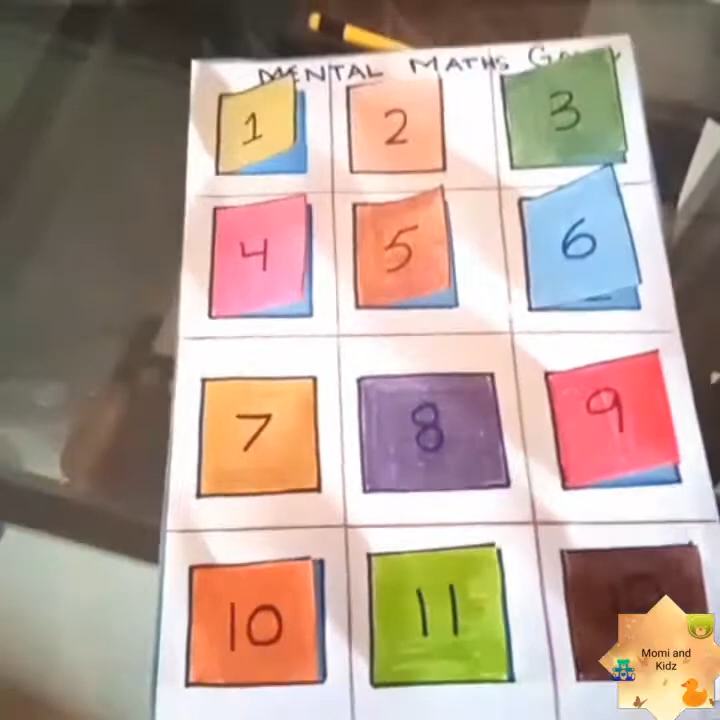 MENTAL MATHS
1 2 3
4 5 6
7 8 9
10 11
Momi and
Kidz